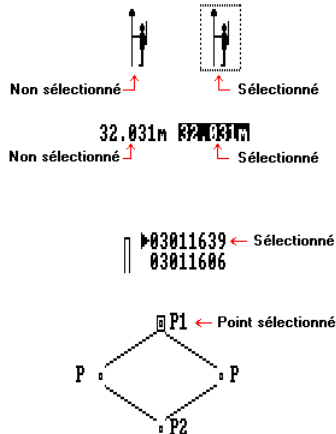 Non sélectionné Sélectionné
32.031m 32.031m
Non sélectionné Sélectionné
03011639 Sélectionné
03011606
P1 Point sélectionné
P P
P2